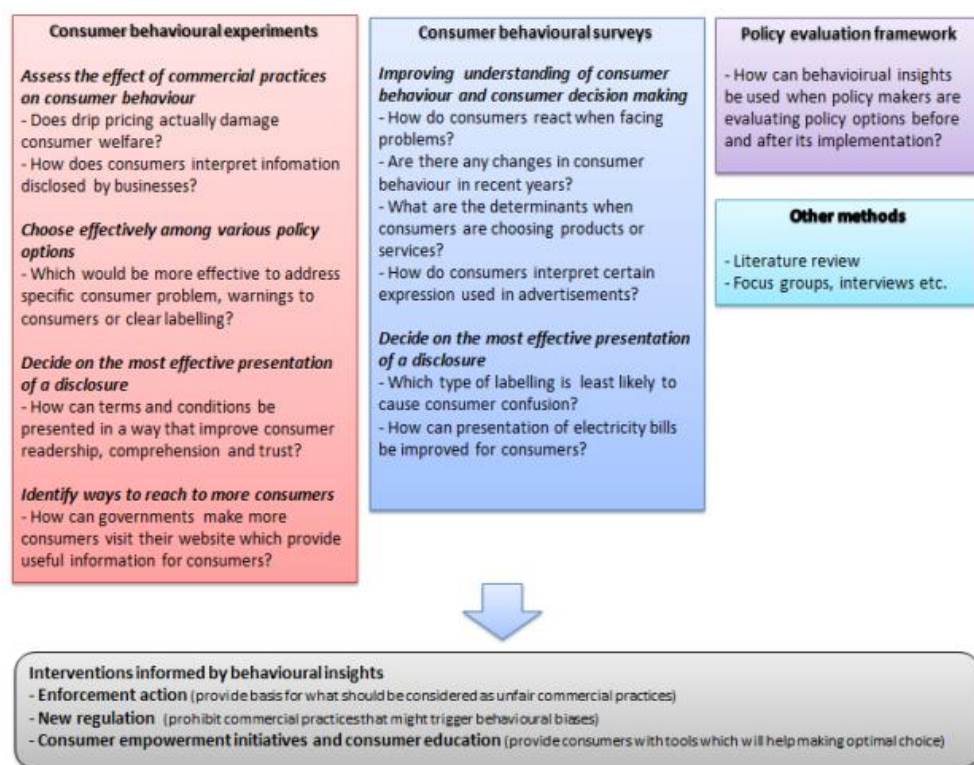 Consumer behavioural experiments
Assess the effect of commercial practices
on consumer behaviour
- Does drip pricing actually damage
consumer welfare?
- How does consumers interpret infomation
disclosed by businesses?
Choose effectively among various policy
options
- Which would be more effective to address
specific consumer problem, warnings to
consumers or clear labelling?
Decide on the most effective presentation
of a disclosure
- How can terms and conditions be
presented in a way that improve consumer
readership, comprehension and trust?
Identify ways to reach to more consumers
- How can governments make more
consumers visit their website which provide
useful information for consumers?
Consumer behavioural surveys
Improving understanding of consumer
behaviour and consumer decision making
- How do consumers react when facing
problems?
- Are there any changes in consumer
behaviour in recent years?
- What are the determinants when
consumers are choosing products or
services?
- How do consumers interpret certain
expression used in advertisements?
Decide on the most effective presentation
of a disclosure
- Which type of labelling is least likely to
cause consumer confusion?
- How can presentation of electricity bills
be improved for consumers?
Policy evaluation framework
- How can behavioirual insights
be used when policy makers are
evaluating policy options before
and after its implementation?
Other methods
- Literature review
- Focus groups, interviews etc.
Interventions informed by behavioural insights
- Enforcement action (provide basis for what should be considered as unfair commercial practices)
- New regulation (prohibit commercial practices that might trigger behavioural biases)
- Consumer empowerment initiatives and consumer education (provide consumers with tools which will help making optimal choice)